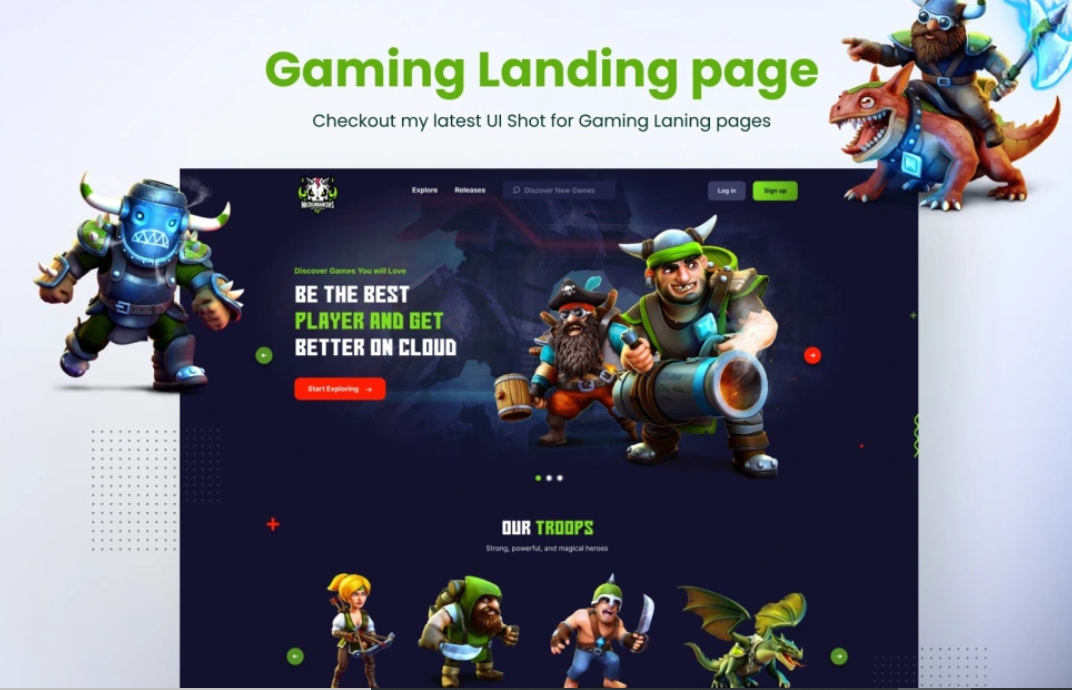 Gaming Landing page
Checkout my latest UI Shot for Gaming Laning pages
Explore Releases Discover New Games Log in Sign up
Discover Games You will Love
BE THE BEST
PLAYER AND GET
BETTER ON CLOUD
Start Exploring
OUR TROOPS
Strong, powerful, and magical heroes